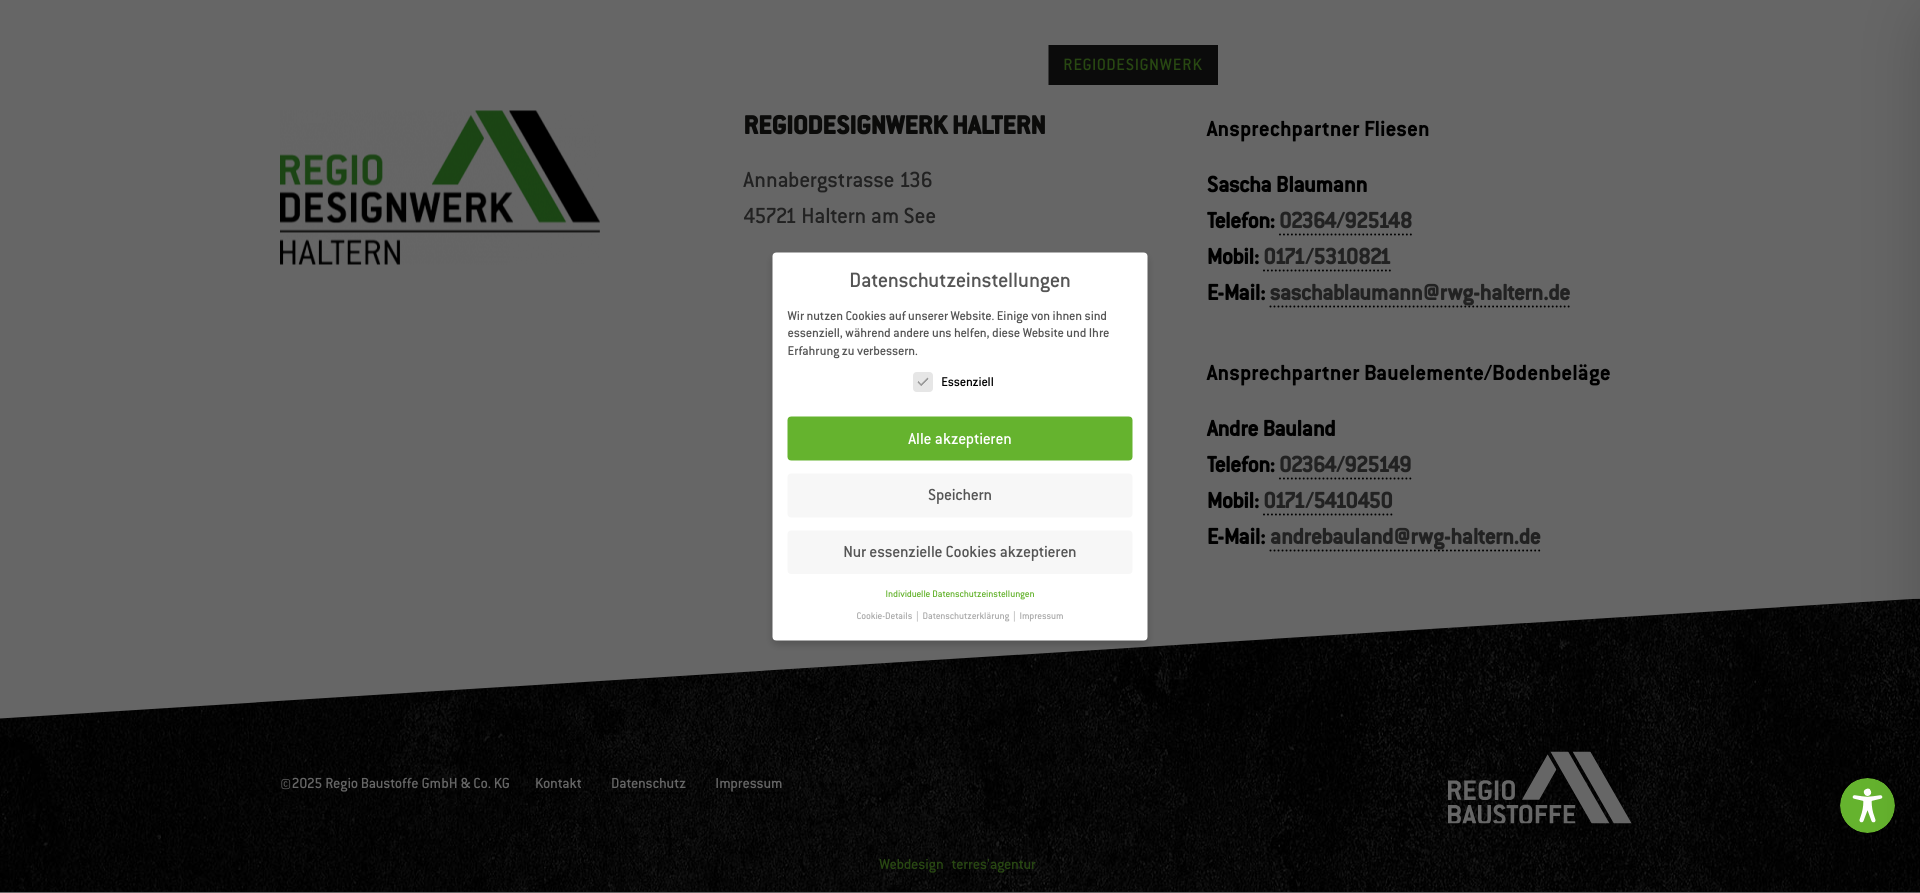 REGIODESIGNWERK
REGIO
DESIGNWERK
HALTERN
REGIODESIGNWERK HALTERN
Annabergstrasse 136
45721 Haltern am See
Ansprechpartner Fliesen
Sascha Blaumann
Telefon: 02364/925148
Mobil: 0171/5310821
E-Mail: saschablaumann@rwg-haltern.de
Ansprechpartner Bauelemente/Bodenbeläge
Andre Bauland
Telefon: 02364/925149
Mobil: 0171/5410450
E-Mail: andrebauland@rwg-haltern.de
Datenschutzeinstellungen
Wir nutzen Cookies auf unserer Website. Einige von ihnen sind
essenziell, während andere uns helfen, diese Website und Ihre
Erfahrung zu verbessern.
Essenziell
Alle akzeptieren
Speichern
Nur essenzielle Cookies akzeptieren
Individuelle Datenschutzeinstellungen
Cookie-Details | Datenschutzerklärung | Impressum
©2025 Regio Baustoffe GmbH & Co. KG Kontakt Datenschutz Impressum
REGIO
BAUSTOFFE
Webdesign terres'agentur